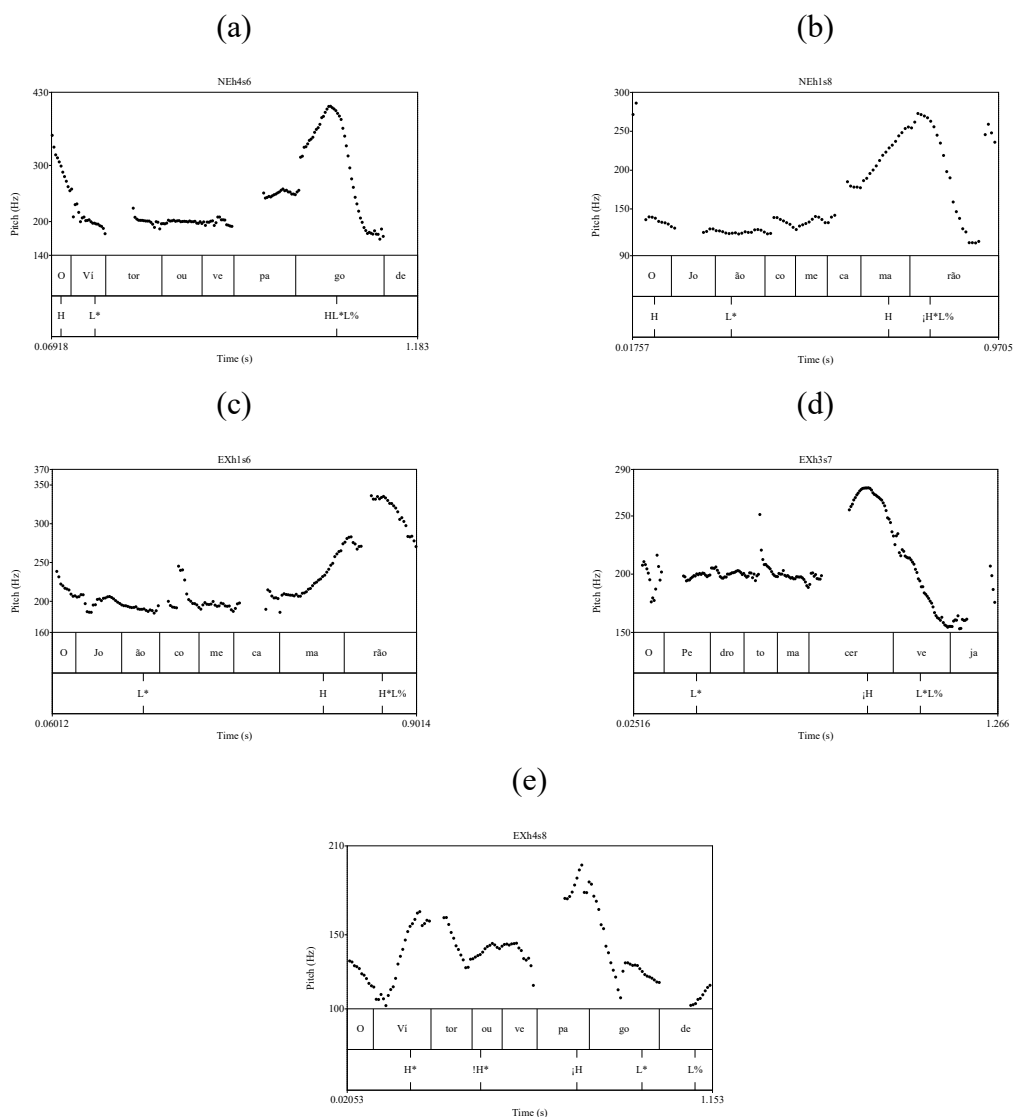 (a)
NEh4s6
430
300
200
140
Pitch (Hz)
O Ví tor ou ve pa go de
H L* HL*L%
0.06918 1.183
Time (s)
(b)
NEh1s8
300
250
200
150
90
Pitch (Hz)
O Jo ão co me ca ma rão
H L* H ¡H*L%
0.01757 0.9705
Time (s)
(c)
EXh1s6
370
350
300
250
200
160
Pitch (Hz)
O Jo ão co me ca ma rão
L* H H*L%
0.06012 0.9014
Time (s)
(d)
EXh3s7
290
250
200
150
Pitch (Hz)
O Pe dro to ma cer ve ja
L* ¡H L*L%
0.02516 1.266
Time (s)
(e)
EXh4s8
210
150
100
Pitch (Hz)
O Ví tor ou ve pa go de
H* !H* ¡H L* L%
0.02053 1.153
Time (s)